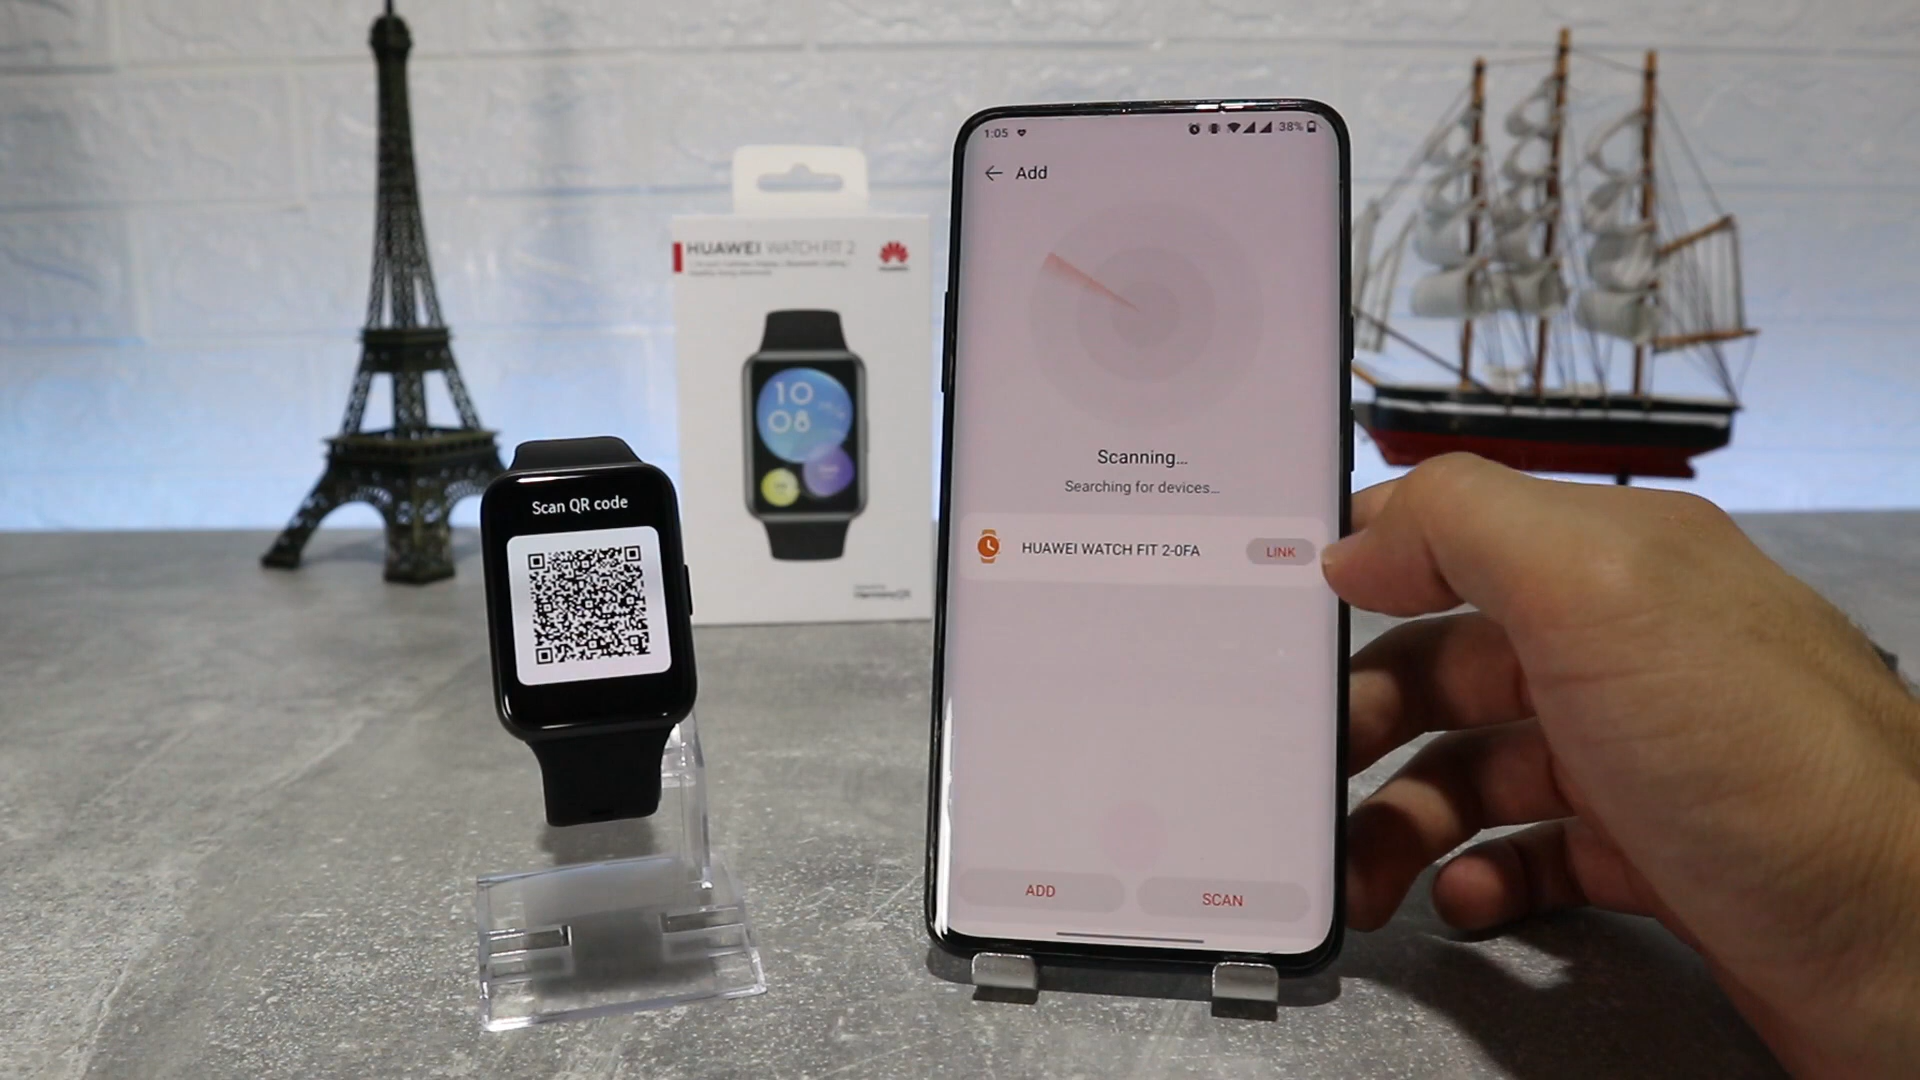 Scan QR code
HUAWEI WATCH FIT 2
10
08
1:05
38%
Add
Scanning...
Searching for devices...
HUAWEI WATCH FIT 2-0FA
LINK
ADD
SCAN